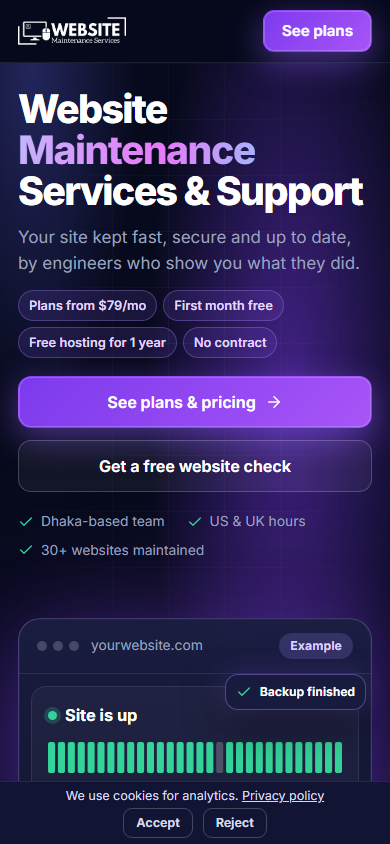 WEBSITE
Maintenance Services
See plans
Website
Maintenance
Services & Support
Your site kept fast, secure and up to date,
by engineers who show you what they did.
Plans from $79/mo
First month free
Free hosting for 1 year
No contract
See plans & pricing →
Get a free website check
Dhaka-based team
US & UK hours
30+ websites maintained
yourwebsite.com
Example
Backup finished
Site is up
We use cookies for analytics. Privacy policy
Accept
Reject